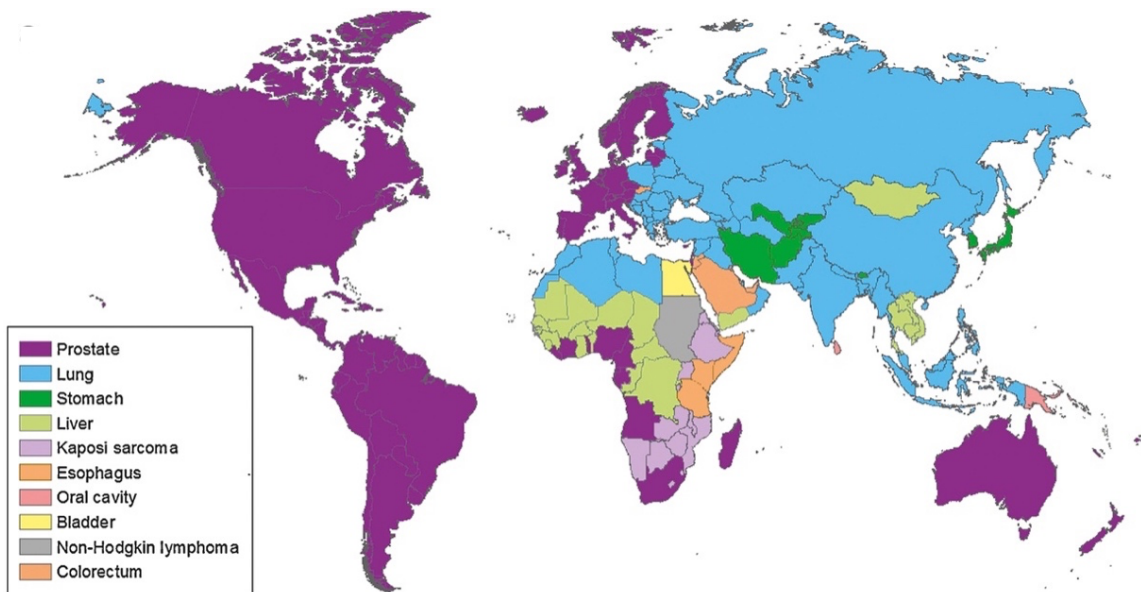 Prostate
Lung
Stomach
Liver
Kaposi sarcoma
Esophagus
Oral cavity
Bladder
Non-Hodgkin lymphoma
Colorectum